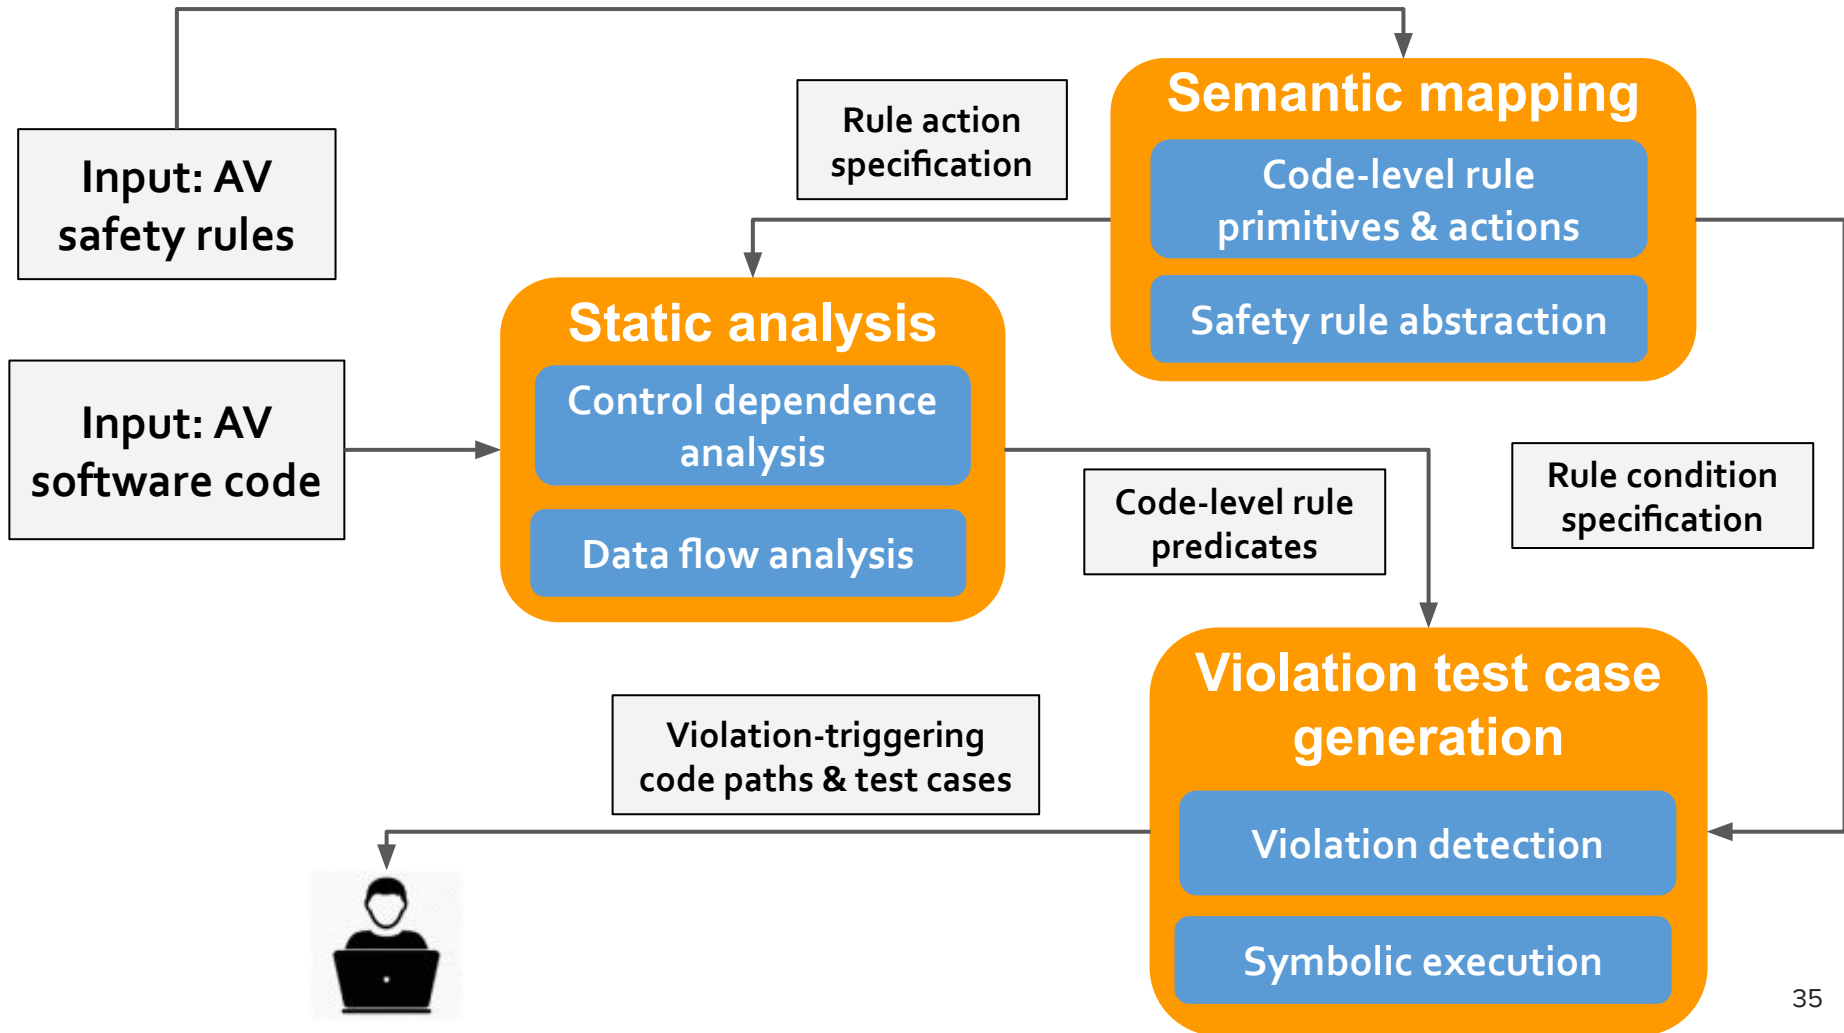 Input: AV
safety rules
Rule action
specification
Semantic mapping
Code-level rule
primitives & actions
Safety rule abstraction
Input: AV
software code
Static analysis
Control dependence
analysis
Data flow analysis
Code-level rule
predicates
Rule condition
specification
Violation test case
generation
Violation detection
Symbolic execution
Violation-triggering
code paths & test cases
35